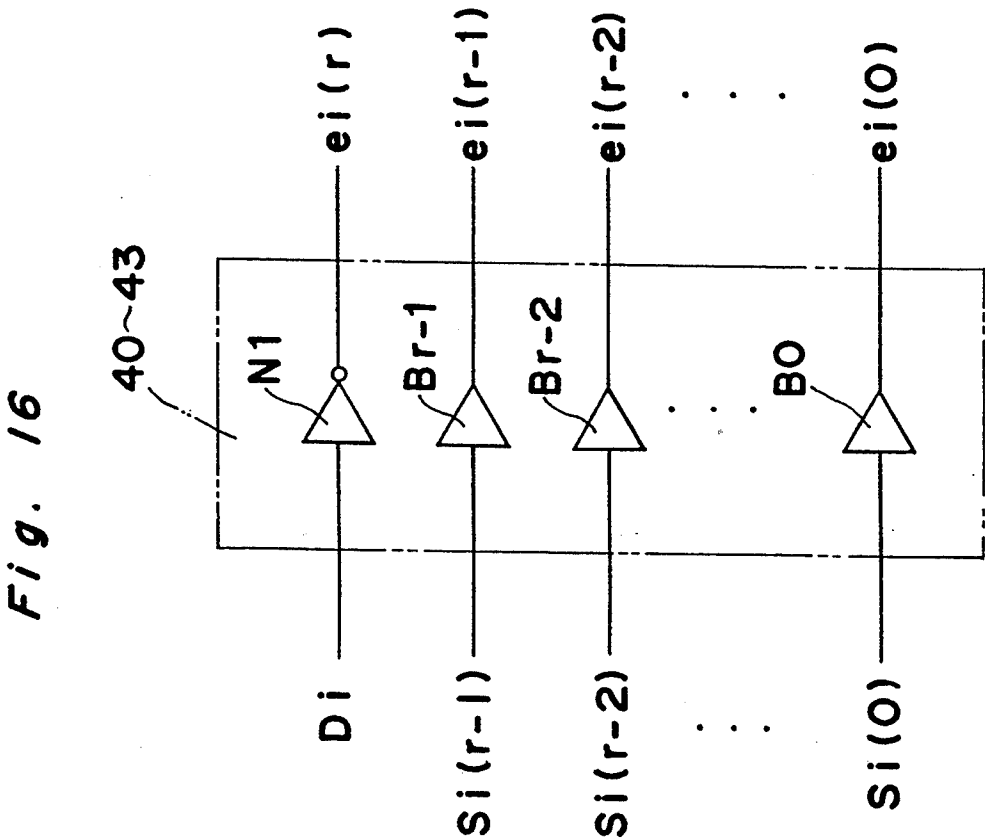 Fig. 16
40~43
Di
N1
ei(r)
Si(r-1)
Br-1
ei(r-1)
Si(r-2)
Br-2
ei(r-2)
. . .
. . .
. . .
Si(0)
B0
ei(0)